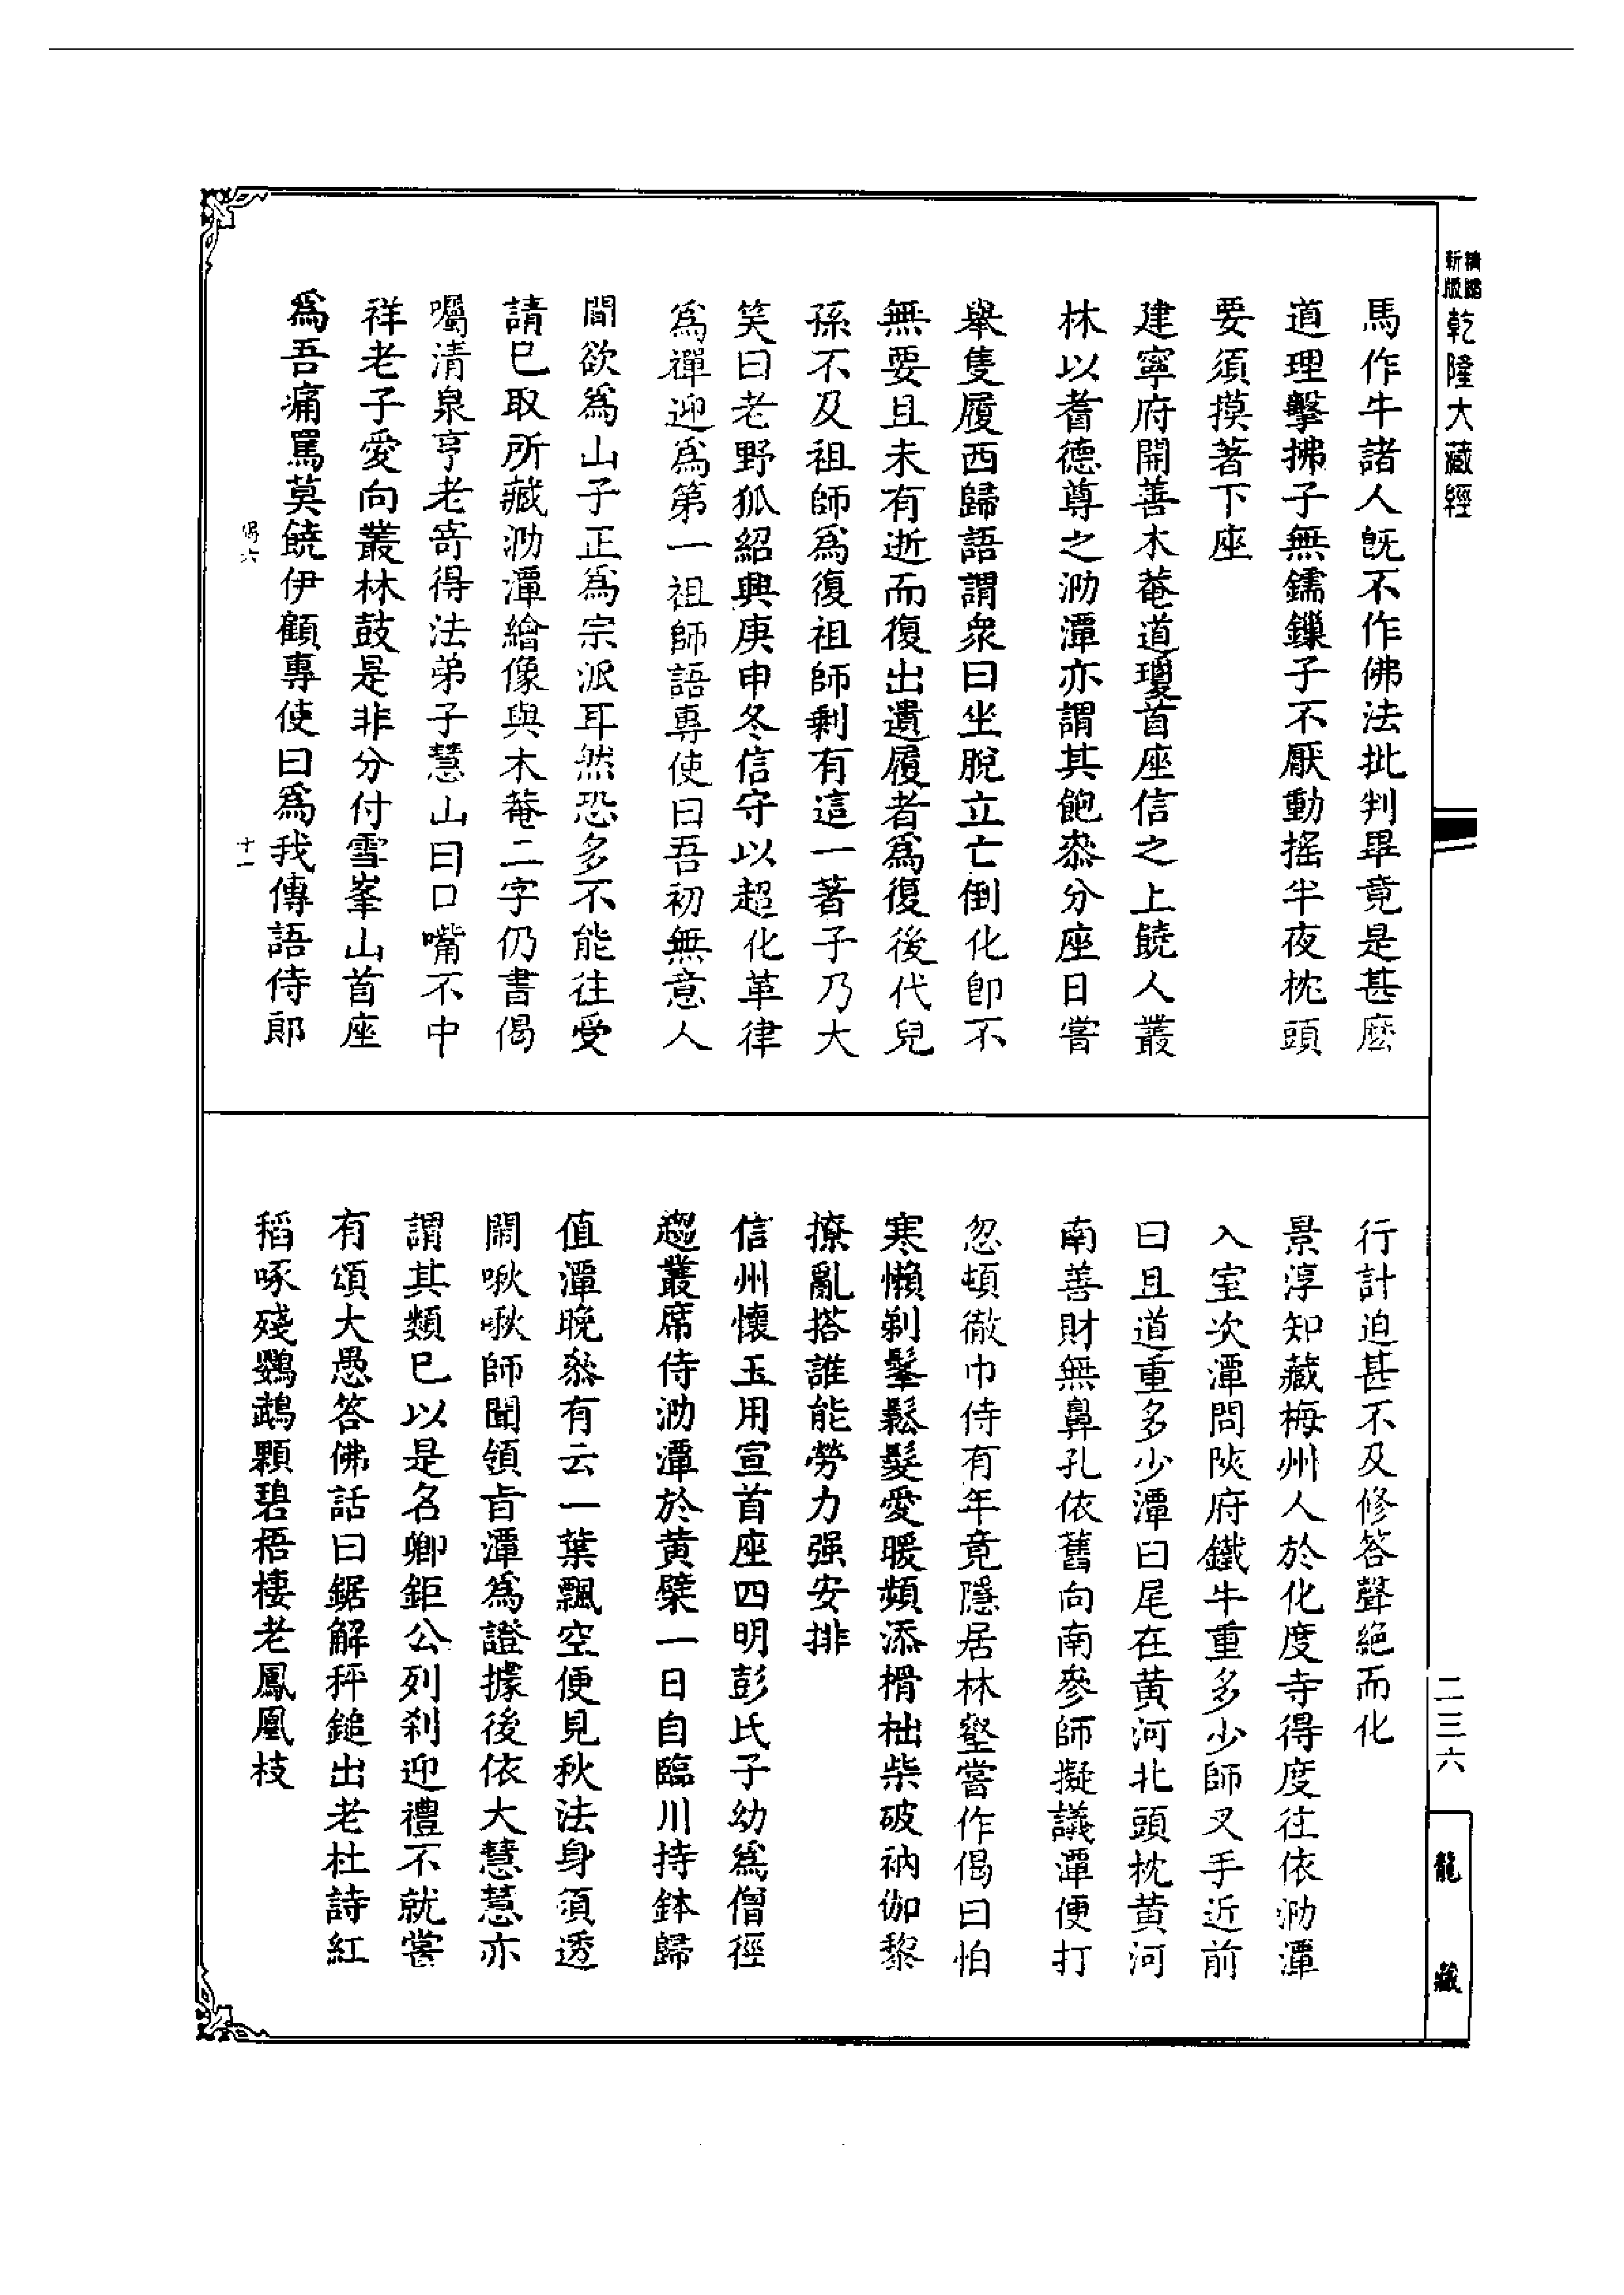 精縮
新版
乾隆大藏經
馬作牛諸人旣不作佛法批判畢竟是甚麽
道理擊拂子無鑐鏁子不厭動搖半夜枕頭
要須摸著下座
建寧府開善木菴道瓊首座信之上饒人叢
林以耆德尊之泐潭亦謂其飽叅分座日嘗
舉隻履西歸語謂衆曰坐脫立亡倒化卽不
無要且未有逝而復出遺履者爲復後代兒
孫不及祖師爲復祖師剩有這一著子乃大
笑曰老野狐紹興庚申冬信守以超化革律
爲禪迎爲第一祖師語專使曰吾初無意人
間欲爲山子正爲宗派耳然恐多不能往受
請巳取所藏泐潭繪像與木菴二字仍書偈
囑清泉亨老寄得法弟子慧山曰口嘴不中
祥老子愛向叢林鼓是非分付雪峯山首座
爲吾痛罵莫饒伊顧專使曰爲我傳語侍郎
十一
行計迫甚不及修答聲絕而化
景淳知藏梅州人於化度寺得度往依泐潭
入室次潭問陝府鐵牛重多少師叉手近前
曰且道重多少潭曰尾在黄河北頭枕黄河
南善財無鼻孔依舊向南參師擬議潭便打
忽頓徹巾侍有年竟隱居林壑嘗作偈曰怕
寒懶剃鬔鬆髮愛暖頻添榾柮柴破衲伽黎
撩亂搭誰能勞力强安排
信州懷玉用宣首座四明彭氏子幼爲僧徑
趨叢席侍泐潭於黄檗一日自臨川持鉢歸
值潭晚叅有云一葉飄空便見秋法身須透
鬧啾啾師聞領旨潭爲證據後依大慧慧亦
謂其類巳以是名卿鉅公列刹迎禮不就嘗
有頌大愚答佛話曰鋸解秤鎚出老杜詩紅
稻啄殘鸚鵡顆碧梧棲老鳳凰枝
二三六
龍藏